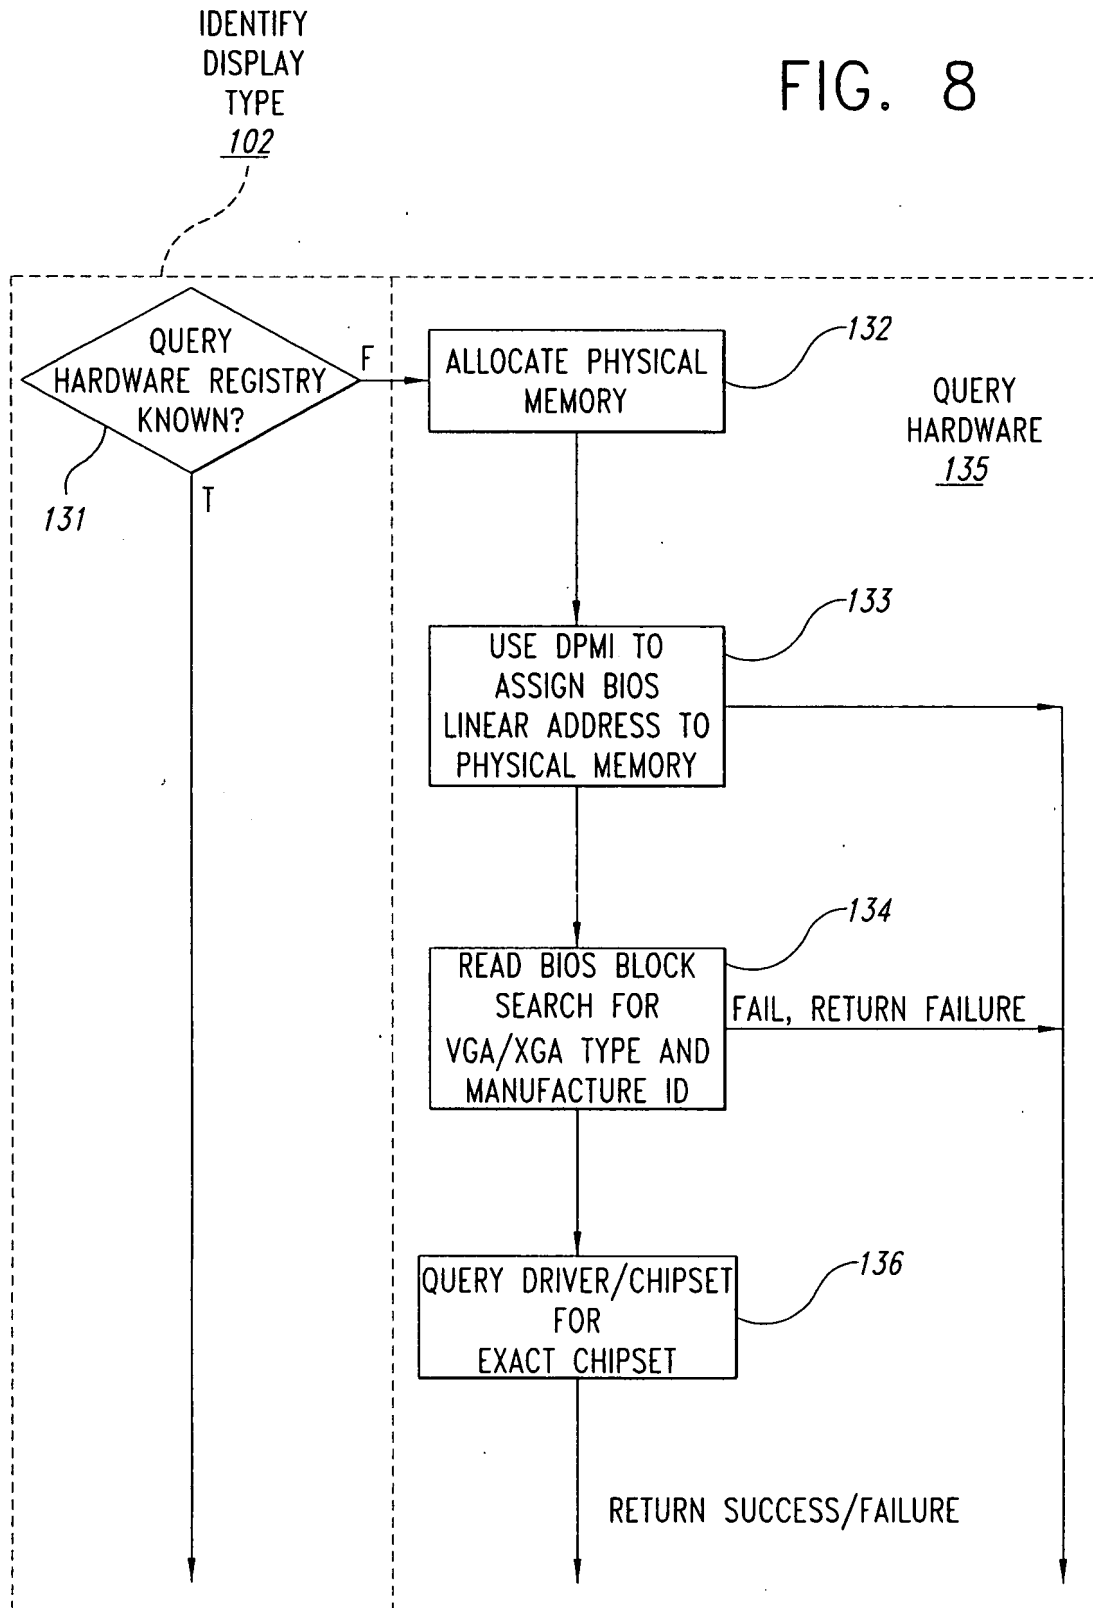 IDENTIFY
DISPLAY
TYPE
102
FIG. 8
QUERY
HARDWARE REGISTRY
KNOWN?
F
T
131
ALLOCATE PHYSICAL
MEMORY
132
QUERY
HARDWARE
135
USE DPMI TO
ASSIGN BIOS
LINEAR ADDRESS TO
PHYSICAL MEMORY
133
READ BIOS BLOCK
SEARCH FOR
VGA/XGA TYPE AND
MANUFACTURE ID
134
FAIL, RETURN FAILURE
QUERY DRIVER/CHIPSET
FOR
EXACT CHIPSET
136
RETURN SUCCESS/FAILURE